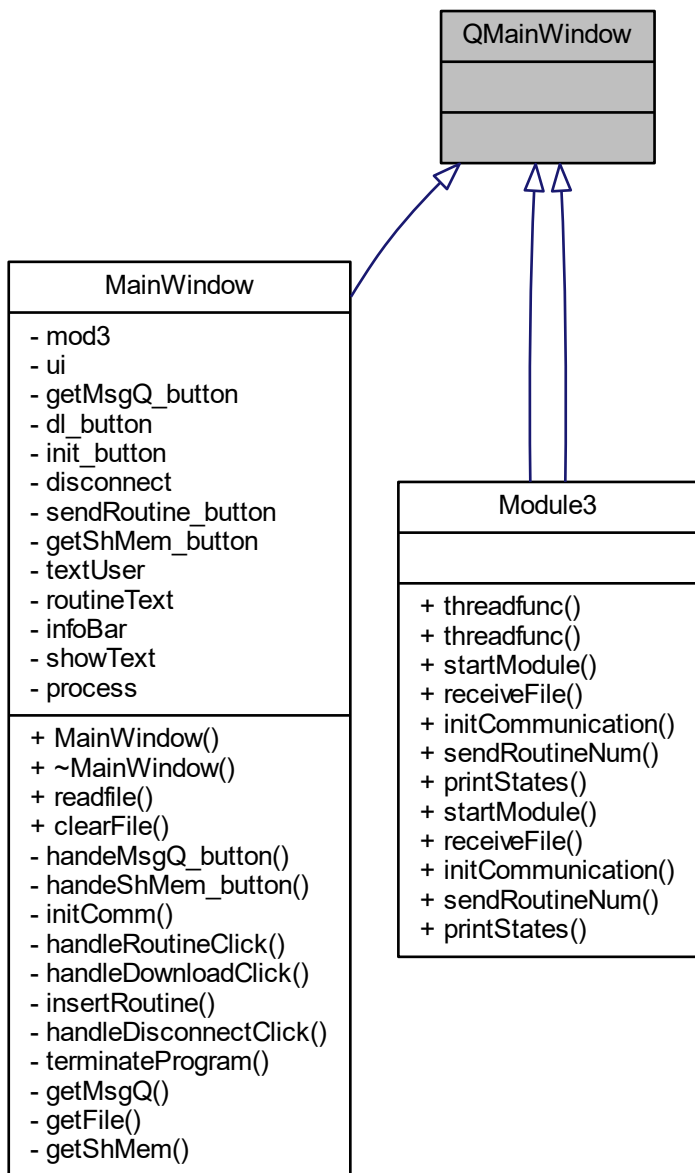 QMainWindow
MainWindow
- mod3
- ui
- getMsgQ_button
- dl_button
- init_button
- disconnect
- sendRoutine_button
- getShMem_button
- textUser
- routineText
- infoBar
- showText
- process
+ MainWindow()
+ ~MainWindow()
+ readfile()
+ clearFile()
- handeMsgQ_button()
- handeShMem_button()
- initComm()
- handleRoutineClick()
- handleDownloadClick()
- insertRoutine()
- handleDisconnectClick()
- terminateProgram()
- getMsgQ()
- getFile()
- getShMem()
Module3
+ threadfunc()
+ threadfunc()
+ startModule()
+ receiveFile()
+ initCommunication()
+ sendRoutineNum()
+ printStates()
+ startModule()
+ receiveFile()
+ initCommunication()
+ sendRoutineNum()
+ printStates()